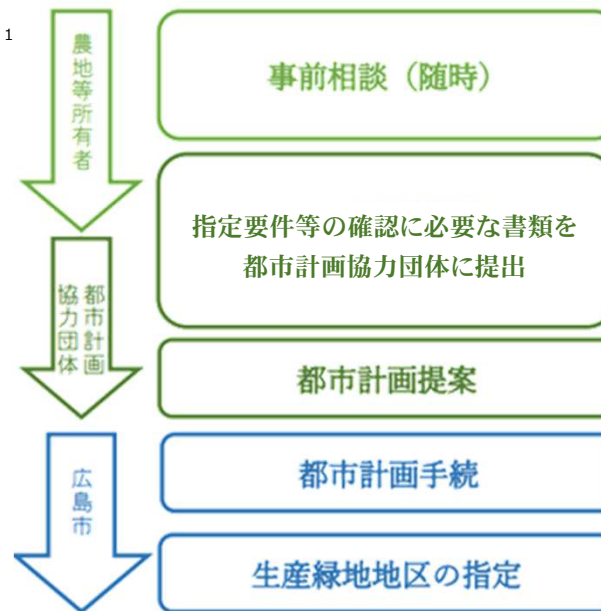 1
農地等所有者
事前相談（随時）
指定要件等の確認に必要な書類を
都市計画協力団体に提出
都市計画
協力団体
都市計画提案
広島市
都市計画手続
生産緑地地区の指定